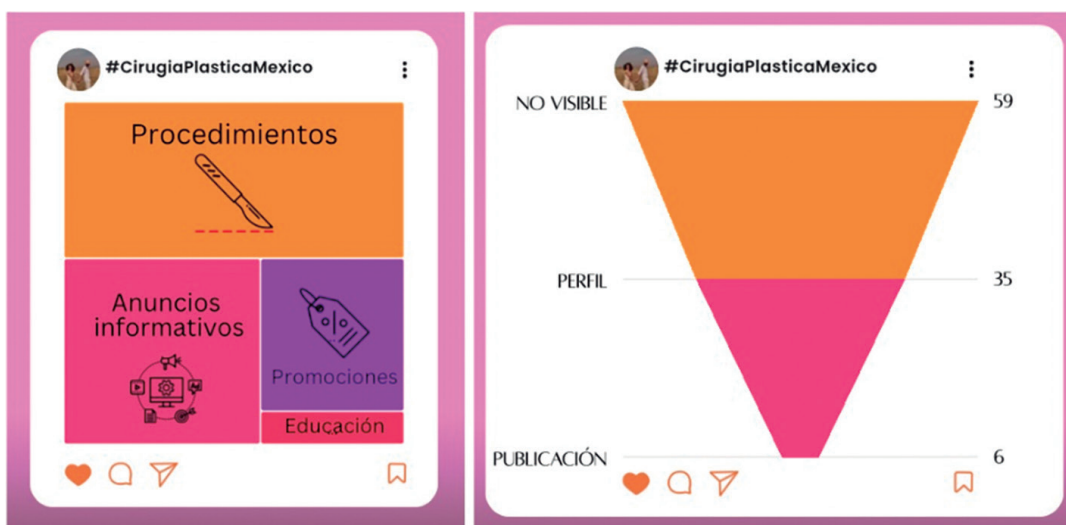 #CirugiaPlasticaMexico
Procedimientos
Anuncios
informativos
Promociones
Educación
#CirugiaPlasticaMexico
NO VISIBLE 59
PERFIL 35
PUBLICACIÓN 6